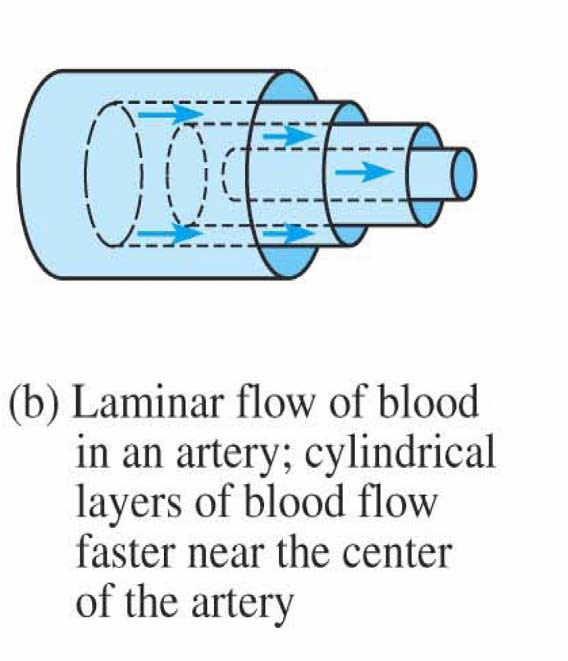 (b) Laminar flow of blood
in an artery; cylindrical
layers of blood flow
faster near the center
of the artery